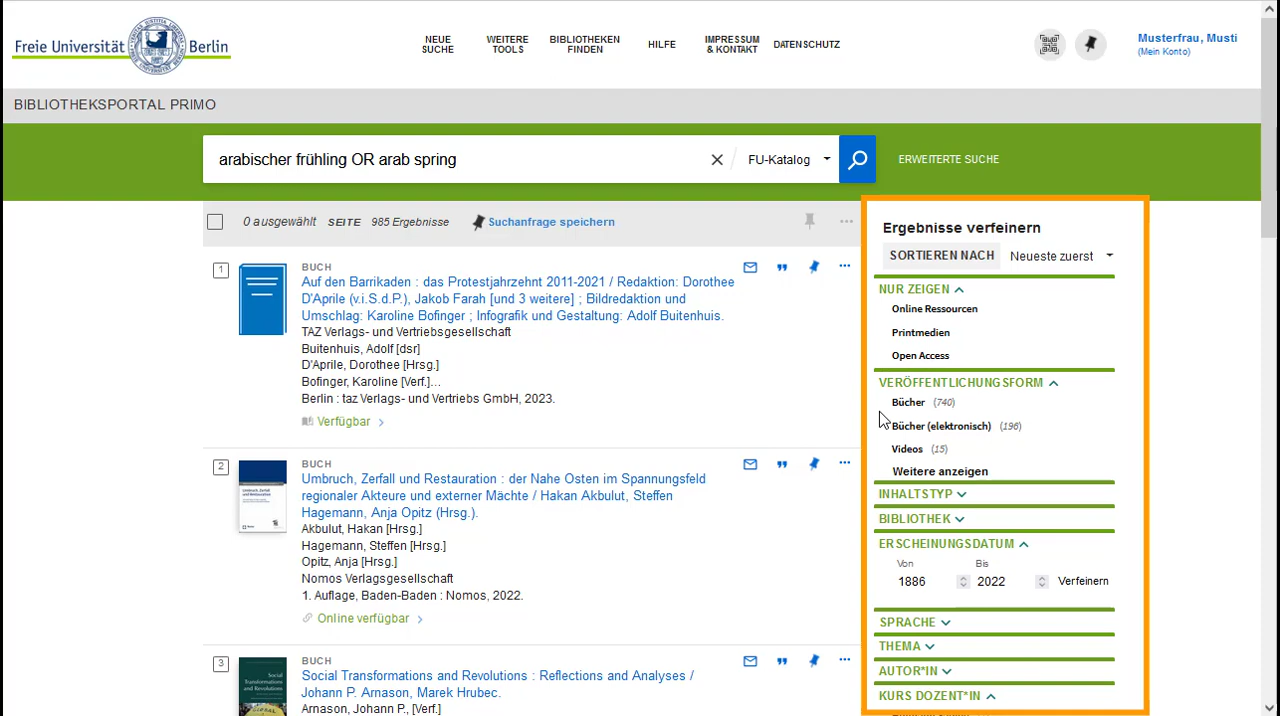 Freie Universität Berlin
NEUE SUCHE
WEITERE TOOLS
BIBLIOTHEKEN FINDEN
HILFE
IMPRESSUM & KONTAKT
DATENSCHUTZ
Musterfrau, Musti
(Mein Konto)
BIBLIOTHEKSPORTAL PRIMO
arabischer frühling OR arab spring
FU-Katalog
ERWEITERTE SUCHE
0 ausgewählt SEITE 985 Ergebnisse Suchanfrage speichern
1
BUCH
Auf den Barrikaden : das Protestjahrzehnt 2011-2021 / Redaktion: Dorothee
D'Aprile (v.i.S.d.P.), Jakob Farah [und 3 weitere] ; Bildredaktion und
Umschlag: Karoline Bofinger ; Infografik und Gestaltung: Adolf Buitenhuis.
TAZ Verlags- und Vertriebsgesellschaft
Buitenhuis, Adolf [dsr]
D'Aprile, Dorothee [Hrsg.]
Bofinger, Karoline [Verf.]...
Berlin : taz Verlags- und Vertriebs GmbH, 2023.
Verfügbar
2
BUCH
Umbruch, Zerfall und Restauration : der Nahe Osten im Spannungsfeld
regionaler Akteure und externer Mächte / Hakan Akbulut, Steffen
Hagemann, Anja Opitz (Hrsg.).
Akbulut, Hakan [Hrsg.]
Hagemann, Steffen [Hrsg.]
Opitz, Anja [Hrsg.]
Nomos Verlagsgesellschaft
1. Auflage, Baden-Baden : Nomos, 2022.
Online verfügbar
3
Social Transformations and Revolutions
BUCH
Social Transformations and Revolutions : Reflections and Analyses /
Johann P. Arnason, Marek Hrubec.
Arnason, Johann P., [Verf.]
Ergebnisse verfeinern
SORTIEREN NACH Neueste zuerst
NUR ZEIGEN
Online Ressourcen
Printmedien
Open Access
VERÖFFENTLICHUNGSFORM
Bücher (740)
Bücher (elektronisch) (196)
Videos (15)
Weitere anzeigen
INHALTSTYP
BIBLIOTHEK
ERSCHEINUNGSDATUM
Von Bis
1886 2022 Verfeinern
SPRACHE
THEMA
AUTOR*IN
KURS DOZENT*IN